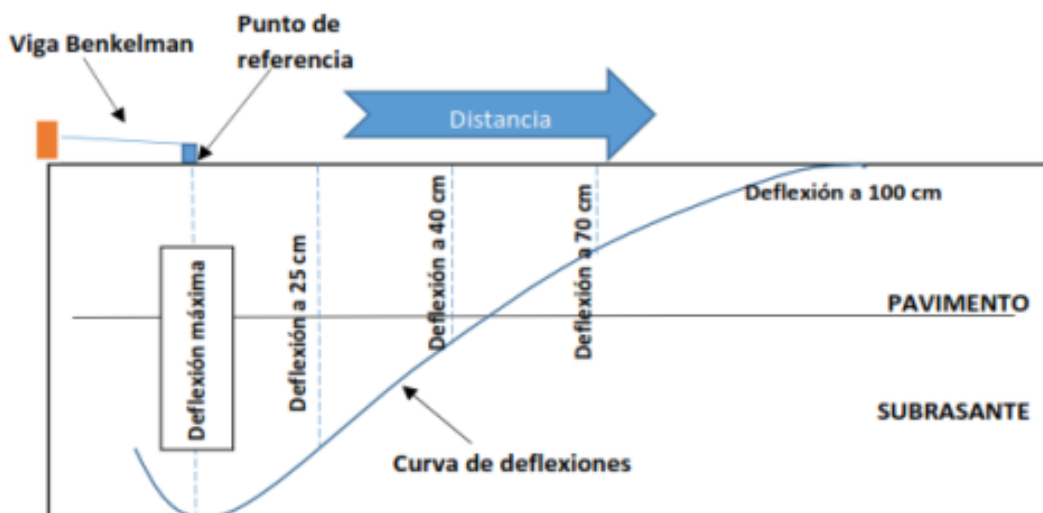 Viga Benkelman
Punto de
referencia
Distancia
Deflexión máxima
Deflexión a 25 cm
Deflexión a 40 cm
Deflexión a 70 cm
Deflexión a 100 cm
PAVIMENTO
SUBRASANTE
Curva de deflexiones